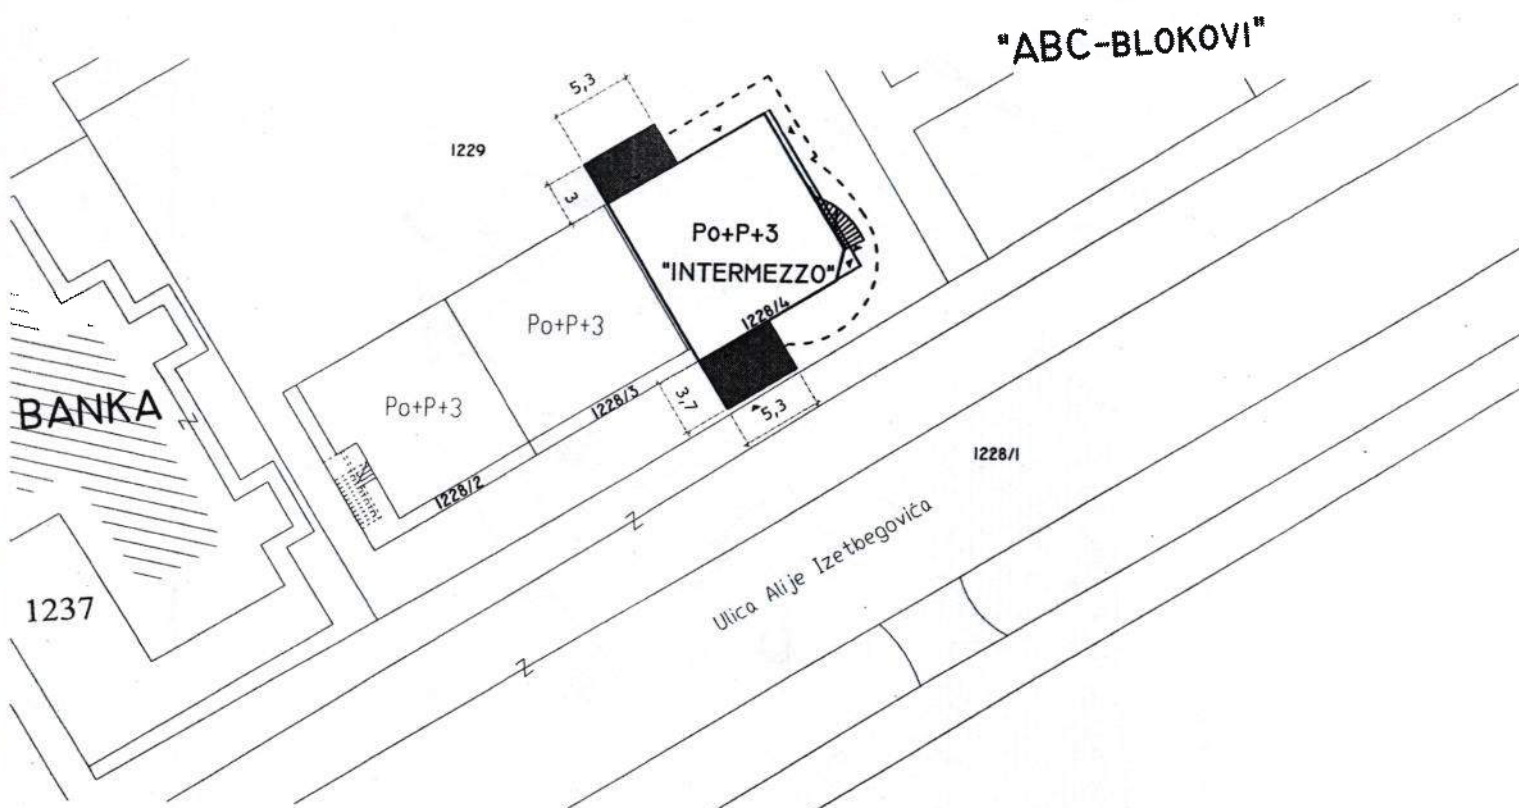 "ABC-BLOKOVI"
5,3
1229
3
Po+P+3
"INTERMEZZO"
1228/4
Po+P+3
1228/3
3,7
5,3
Po+P+3
BANKA
Z
1228/2
1228/1
Z
Ulica Alije Izetbegovića
1237
Z